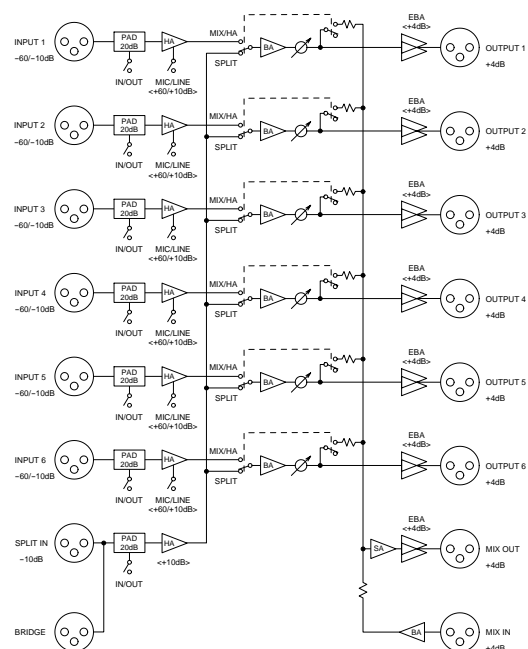 INPUT 1
−60/−10dB
PAD
20dB
IN/OUT
HA
MIC/LINE
<+60/+10dB>
MIX/HA
SPLIT
BA
EBA
<+4dB>
OUTPUT 1
+4dB
INPUT 2
−60/−10dB
PAD
20dB
IN/OUT
HA
MIC/LINE
<+60/+10dB>
MIX/HA
SPLIT
BA
EBA
<+4dB>
OUTPUT 2
+4dB
INPUT 3
−60/−10dB
PAD
20dB
IN/OUT
HA
MIC/LINE
<+60/+10dB>
MIX/HA
SPLIT
BA
EBA
<+4dB>
OUTPUT 3
+4dB
INPUT 4
−60/−10dB
PAD
20dB
IN/OUT
HA
MIC/LINE
<+60/+10dB>
MIX/HA
SPLIT
BA
EBA
<+4dB>
OUTPUT 4
+4dB
INPUT 5
−60/−10dB
PAD
20dB
IN/OUT
HA
MIC/LINE
<+60/+10dB>
MIX/HA
SPLIT
BA
EBA
<+4dB>
OUTPUT 5
+4dB
INPUT 6
−60/−10dB
PAD
20dB
IN/OUT
HA
MIC/LINE
<+60/+10dB>
MIX/HA
SPLIT
BA
EBA
<+4dB>
OUTPUT 6
+4dB
SPLIT IN
−10dB
PAD
20dB
IN/OUT
HA
<+10dB>
SA
EBA
<+4dB>
MIX OUT
+4dB
BRIDGE
BA
MIX IN
+4dB